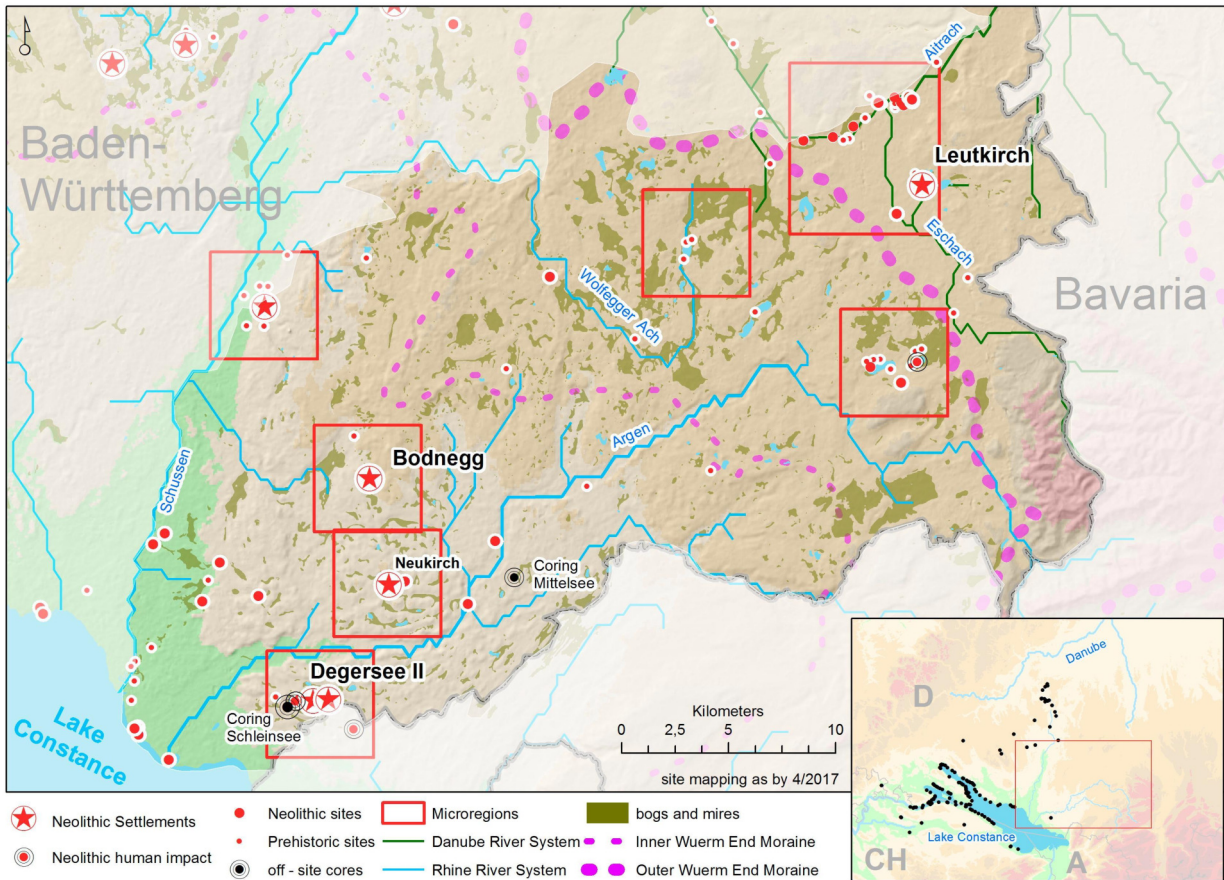 Aitrach
Baden-
Württemberg
Leutkirch
Eschach
Bavaria
Wolfegger Ach
Argen
Schussen
Bodnegg
Neukirch
Coring
Mittelsee
Degersee II
Coring
Schleinsee
Lake
Constance
Kilometers
0 2,5 5 10
site mapping as by 4/2017
Danube
D
Lake Constance
CH
A
Neolithic Settlements
Neolithic human impact
Neolithic sites
Prehistoric sites
off - site cores
Microregions
Danube River System
Rhine River System
bogs and mires
Inner Wuerm End Moraine
Outer Wuerm End Moraine